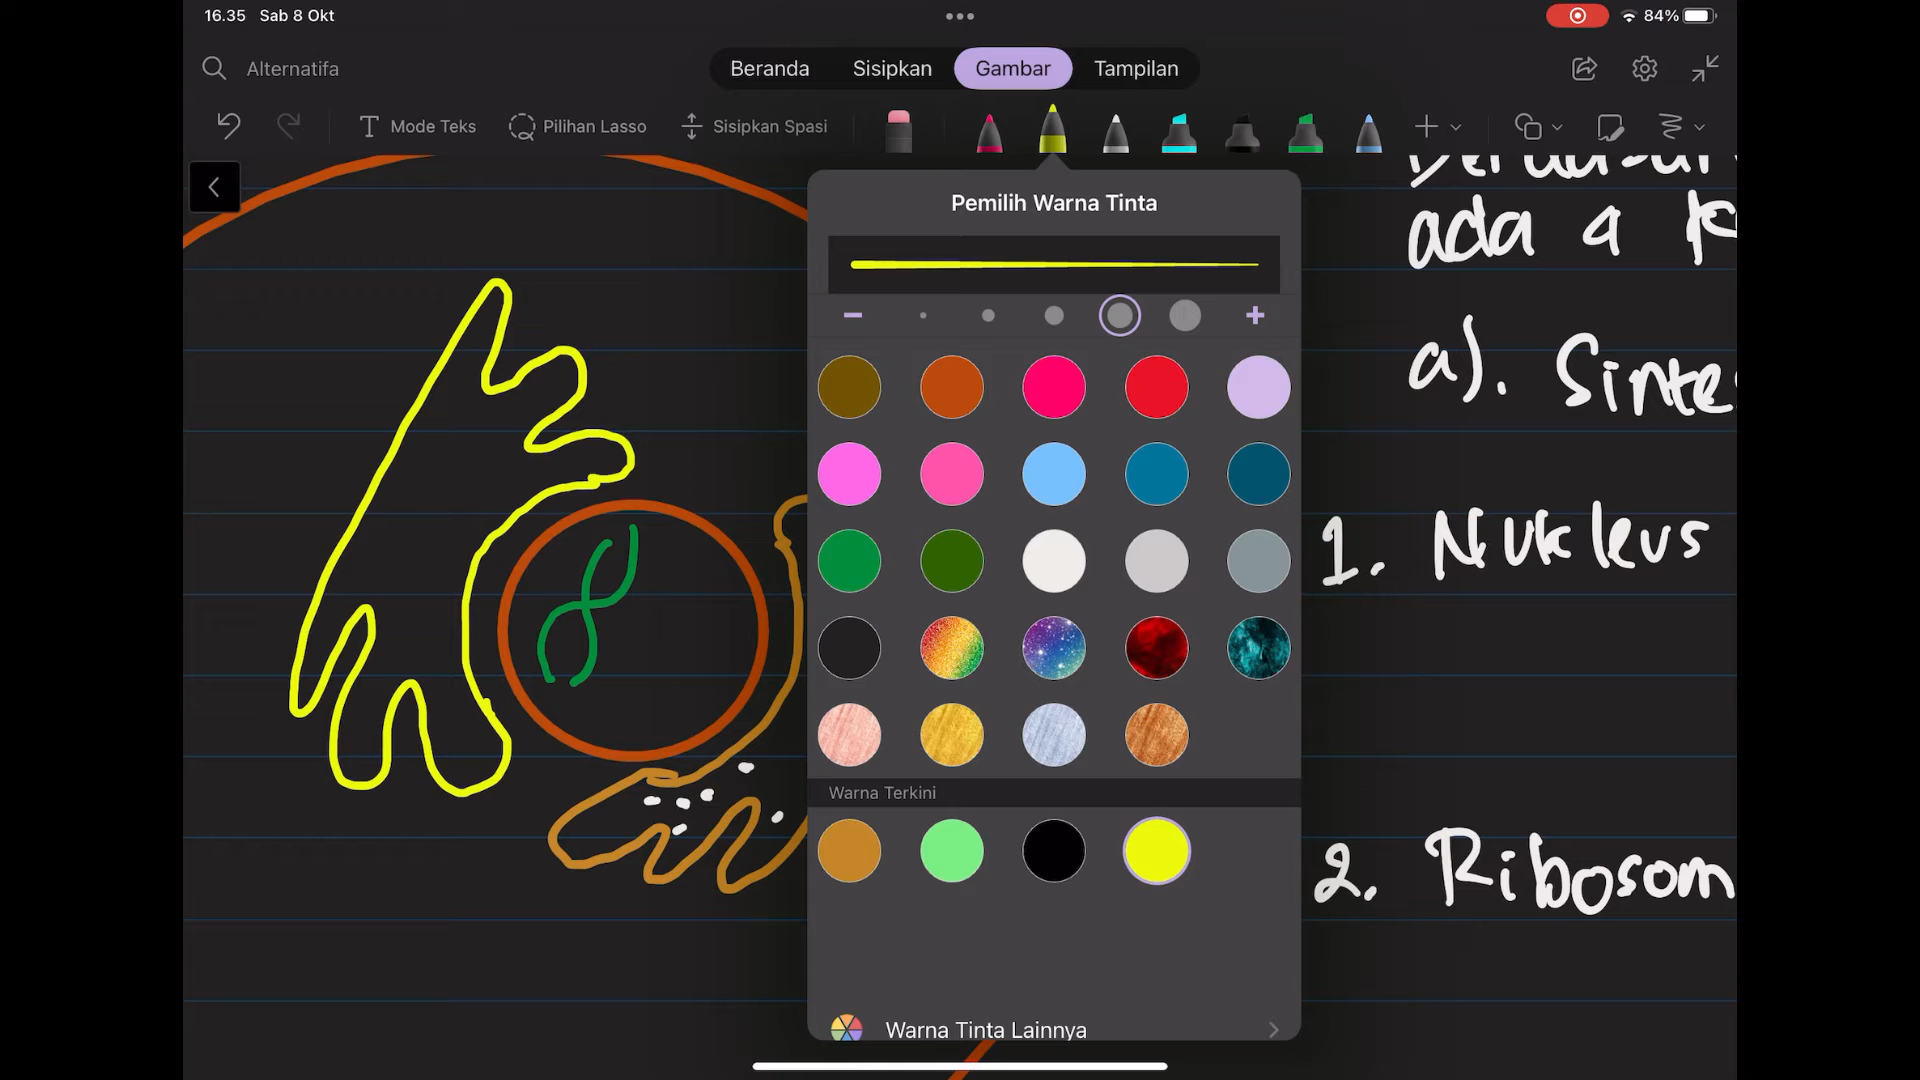 16.35 Sab 8 Okt
84%
Alternatifa
Beranda Sisipkan Gambar Tampilan
Mode Teks Pilihan Lasso Sisipkan Spasi
Pemilih Warna Tinta
ada 4
a). Sinte
1. Nukleus
Warna Terkini
2. Ribosom
Warna Tinta Lainnya